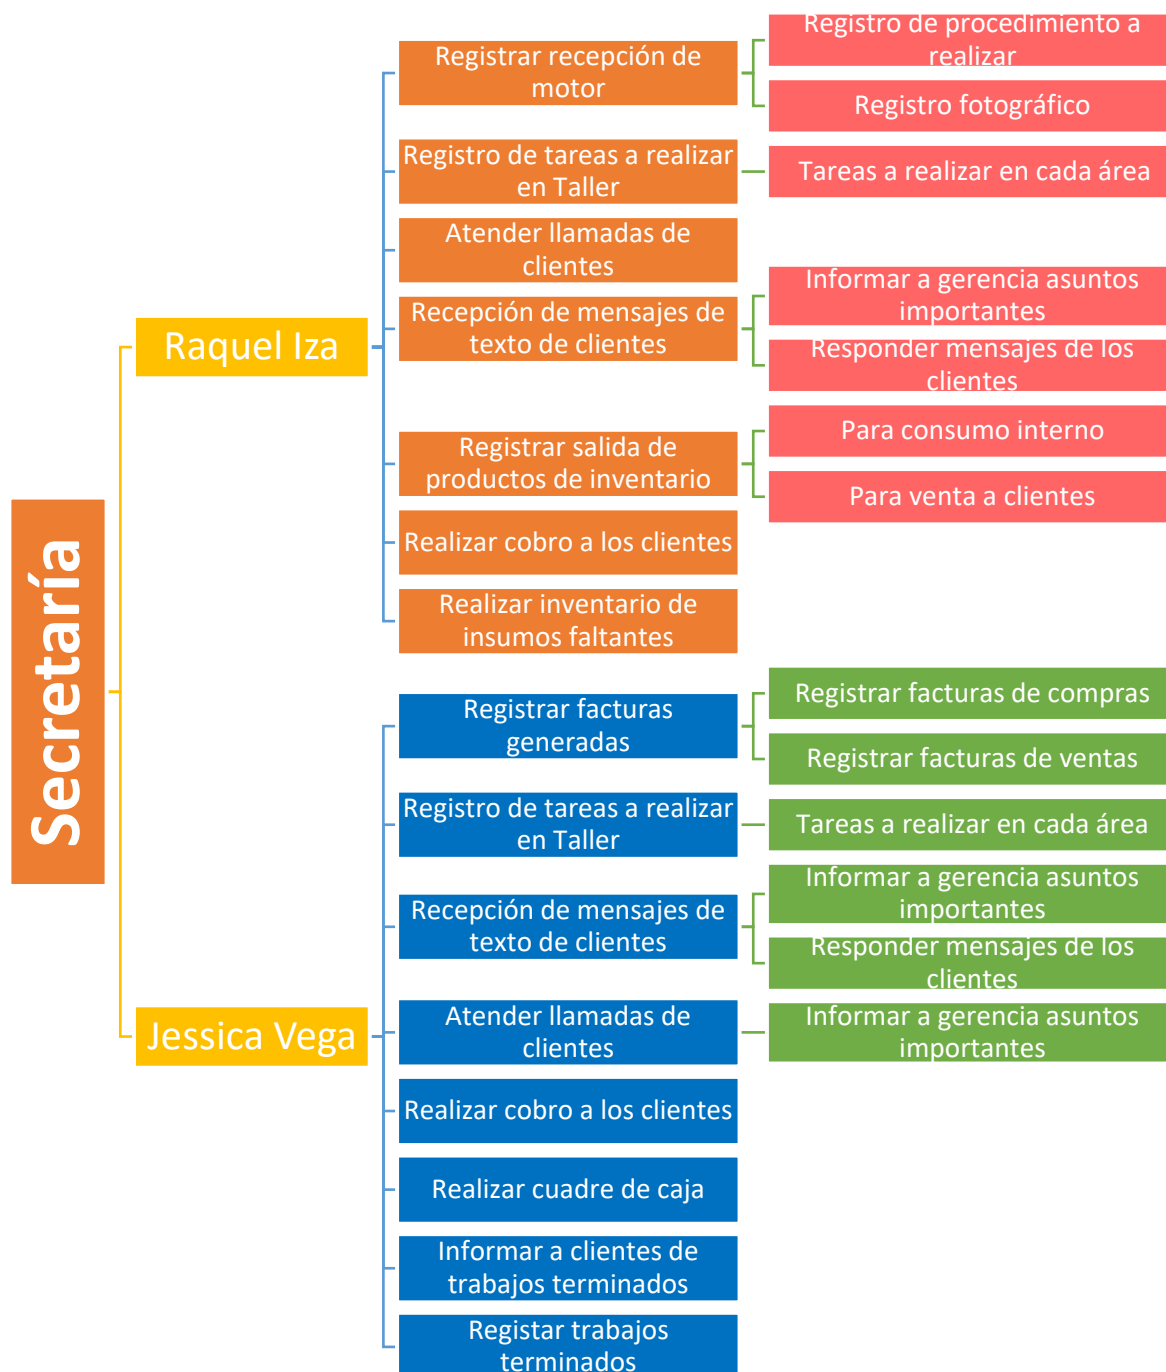 Secretaría
Raquel Iza
Registrar recepción de
motor
Registro de procedimiento a
realizar
Registro fotográfico
Registro de tareas a realizar
en Taller
Tareas a realizar en cada área
Atender llamadas de
clientes
Recepción de mensajes de
texto de clientes
Informar a gerencia asuntos
importantes
Responder mensajes de los
clientes
Registrar salida de
productos de inventario
Para consumo interno
Para venta a clientes
Realizar cobro a los clientes
Realizar inventario de
insumos faltantes
Jessica Vega
Registrar facturas
generadas
Registrar facturas de compras
Registrar facturas de ventas
Registro de tareas a realizar
en Taller
Tareas a realizar en cada área
Recepción de mensajes de
texto de clientes
Informar a gerencia asuntos
importantes
Responder mensajes de los
clientes
Atender llamadas de
clientes
Informar a gerencia asuntos
importantes
Realizar cobro a los clientes
Realizar cuadre de caja
Informar a clientes de
trabajos terminados
Registar trabajos
terminados